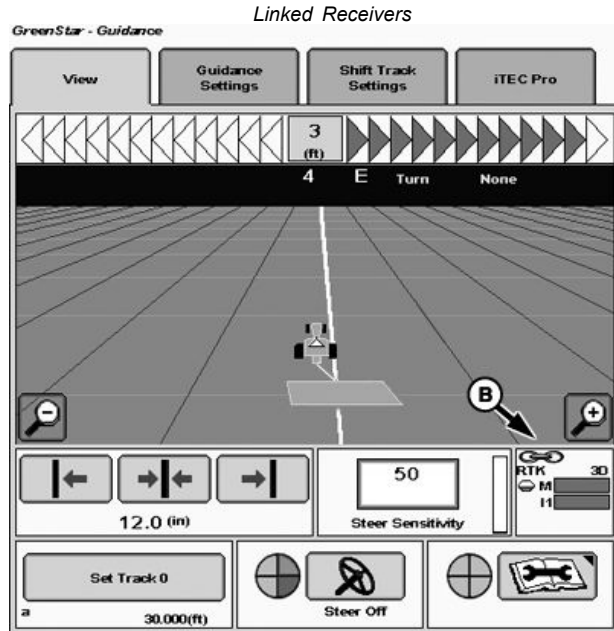 Linked Receivers
GreenStar - Guidance
View
Guidance
Settings
Shift Track
Settings
iTEC Pro
3
(ft)
4 E Turn None
B
50
Steer Sensitivity
RTK 3D
M
I1
12.0 (in)
Set Track 0
a
30.000(ft)
Steer Off